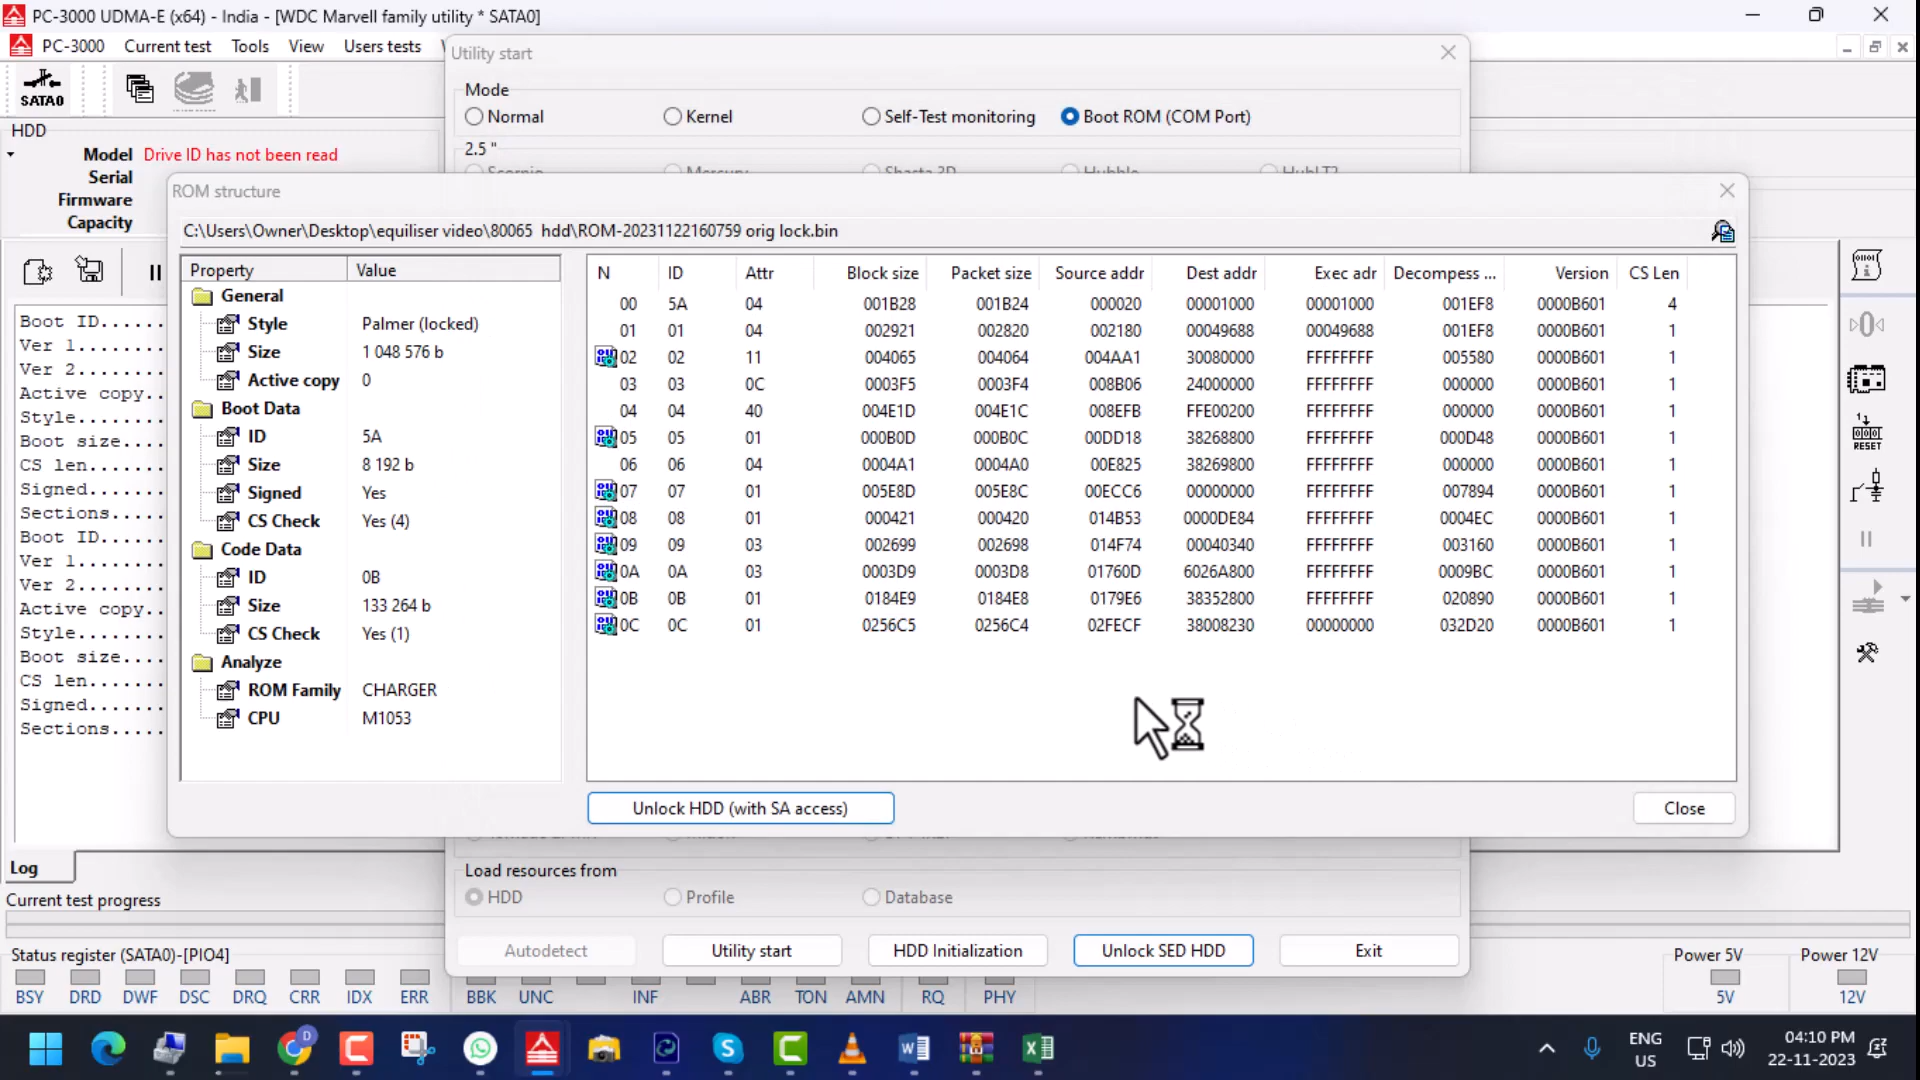 PC-3000 UDMA-E (x64) - India - [WDC Marvell family utility * SATA0]
PC-3000 Current test Tools View Users tests
SATA0
HDD
Model Drive ID has not been read
Serial
Firmware
Capacity
Utility start
Mode
Normal Kernel Self-Test monitoring Boot ROM (COM Port)
2.5 "
Hubble
ROM structure
C:\Users\Owner\Desktop\equiliser video\80065 hdd\ROM-20231122160759 orig lock.bin
Property Value
General
Style Palmer (locked)
Size 1 048 576 b
Active copy 0
Boot Data
ID 5A
Size 8 192 b
Signed Yes
CS Check Yes (4)
Code Data
ID 0B
Size 133 264 b
CS Check Yes (1)
Analyze
ROM Family CHARGER
CPU M1053
N ID Attr Block size Packet size Source addr Dest addr Exec adr Decompess ... Version CS Len
00 5A 04 001B28 001B24 000020 00001000 00001000 001EF8 0000B601 4
01 01 04 002921 002820 002180 00049688 00049688 001EF8 0000B601 1
02 02 11 004065 004064 004AA1 30080000 FFFFFFFF 005580 0000B601 1
03 03 0C 0003F5 0003F4 008B06 24000000 FFFFFFFF 000000 0000B601 1
04 04 40 004E1D 004E1C 008EFB FFE00200 FFFFFFFF 000000 0000B601 1
05 05 01 000B0D 000B0C 00DD18 38268800 FFFFFFFF 000D48 0000B601 1
06 06 04 0004A1 0004A0 00E825 38269800 FFFFFFFF 000000 0000B601 1
07 07 01 005E8D 005E8C 00ECC6 00000000 FFFFFFFF 007894 0000B601 1
08 08 01 000421 000420 014B53 0000DE84 FFFFFFFF 0004EC 0000B601 1
09 09 03 002699 002698 014F74 00040340 FFFFFFFF 003160 0000B601 1
0A 0A 03 0003D9 0003D8 01760D 6026A800 FFFFFFFF 0009BC 0000B601 1
0B 0B 01 0184E9 0184E8 0179E6 38352800 FFFFFFFF 020890 0000B601 1
0C 0C 01 0256C5 0256C4 02FECF 38008230 00000000 032D20 0000B601 1
Unlock HDD (with SA access) Close
Boot ID......
Ver 1........
Ver 2........
Active copy..
Style........
Boot size....
CS len.......
Signed.......
Sections.....
Boot ID......
Ver 1........
Ver 2........
Active copy..
Style........
Boot size....
CS len.......
Signed.......
Sections.....
RESET
Load resources from
HDD Profile Database
Autodetect Utility start HDD Initialization Unlock SED HDD Exit
Log
Current test progress
Status register (SATA0)-[PIO4]
BSY DRD DWF DSC DRQ CRR IDX ERR BBK UNC INF ABR TON AMN RQ PHY
Power 5V Power 12V
5V 12V
ENG
US
04:10 PM
22-11-2023